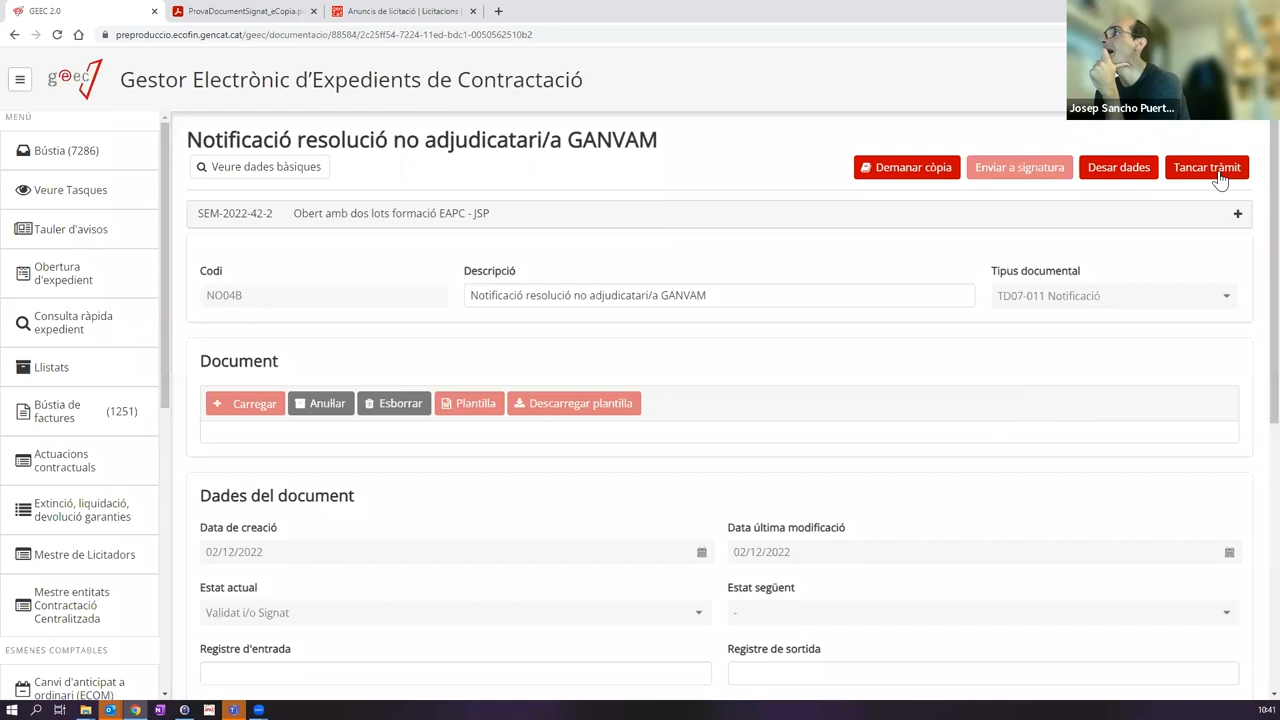 GEEC 2.0
ProvaDocumentSignat_eCopia.p
Anuncis de licitació | Licitacions |
preproduccio.ecofin.gencat.cat/geec/documentacio/88584/2c25ff54-7224-11ed-bdc1-0050562510b2
Josep Sancho Puert...
geec
Gestor Electrònic d'Expedients de Contractació
MENÚ
Bústia (7286)
Veure Tasques
Tauler d'avisos
Obertura
d'expedient
Consulta ràpida
expedient
Llistats
Bústia de
factures
(1251)
Actuacions
contractuals
Extinció, liquidació,
devolució garanties
Mestre de Licitadors
Mestre entitats
Contractació
Centralitzada
ESMENES COMPTABLES
Canvi d'anticipat a
ordinari (ECOM)
Notificació resolució no adjudicatari/a GANVAM
Veure dades bàsiques
Demanar còpia
Enviar a signatura
Desar dades
Tancar tràmit
SEM-2022-42-2 Obert amb dos lots formació EAPC - JSP
Codi
NO04B
Descripció
Notificació resolució no adjudicatari/a GANVAM
Tipus documental
TD07-011 Notificació
Document
+ Carregar
Anul·lar
Esborrar
Plantilla
Descarregar plantilla
Dades del document
Data de creació
02/12/2022
Data última modificació
02/12/2022
Estat actual
Validat i/o Signat
Estat següent
-
Registre d'entrada
Registre de sortida
10:41